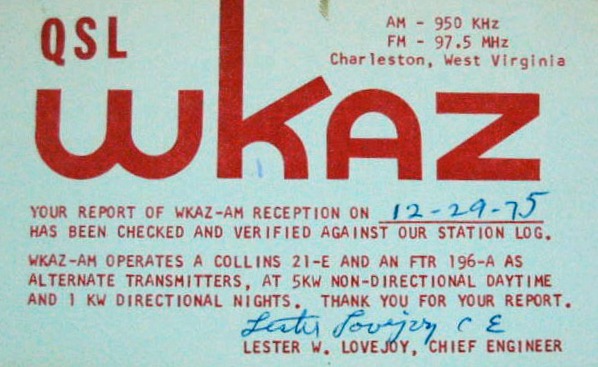 QSL
AM - 950 KHz
FM - 97.5 MHz
Charleston, West Virginia
wkaz
YOUR REPORT OF WKAZ-AM RECEPTION ON 12-29-75
HAS BEEN CHECKED AND VERIFIED AGAINST OUR STATION LOG.
WKAZ-AM OPERATES A COLLINS 21-E AND AN FTR 196-A AS
ALTERNATE TRANSMITTERS, AT 5KW NON-DIRECTIONAL DAYTIME
AND 1 KW DIRECTIONAL NIGHTS. THANK YOU FOR YOUR REPORT.
Lester Lovejoy C E
LESTER W. LOVEJOY, CHIEF ENGINEER